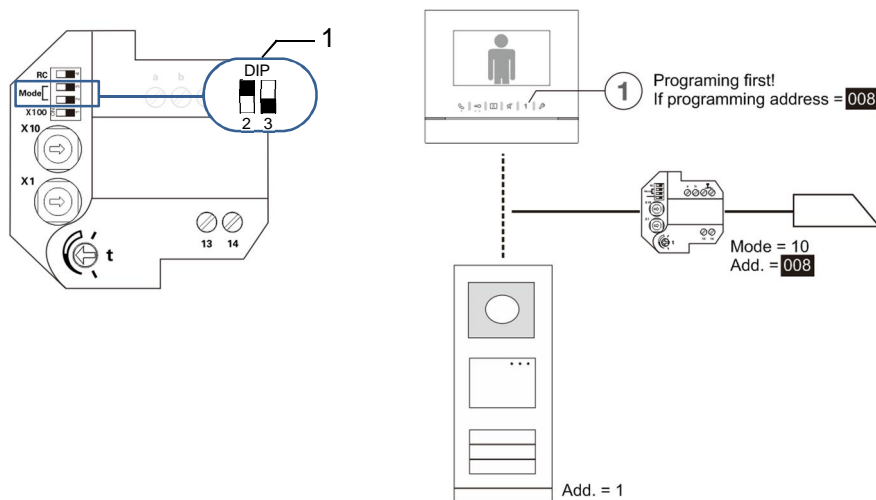 1
DIP
2 3
RC
Mode
X100
X10
X1
a b
13 14
t
1
1
Programing first!
If programming address = 008
Mode = 10
Add. = 008
Add. = 1